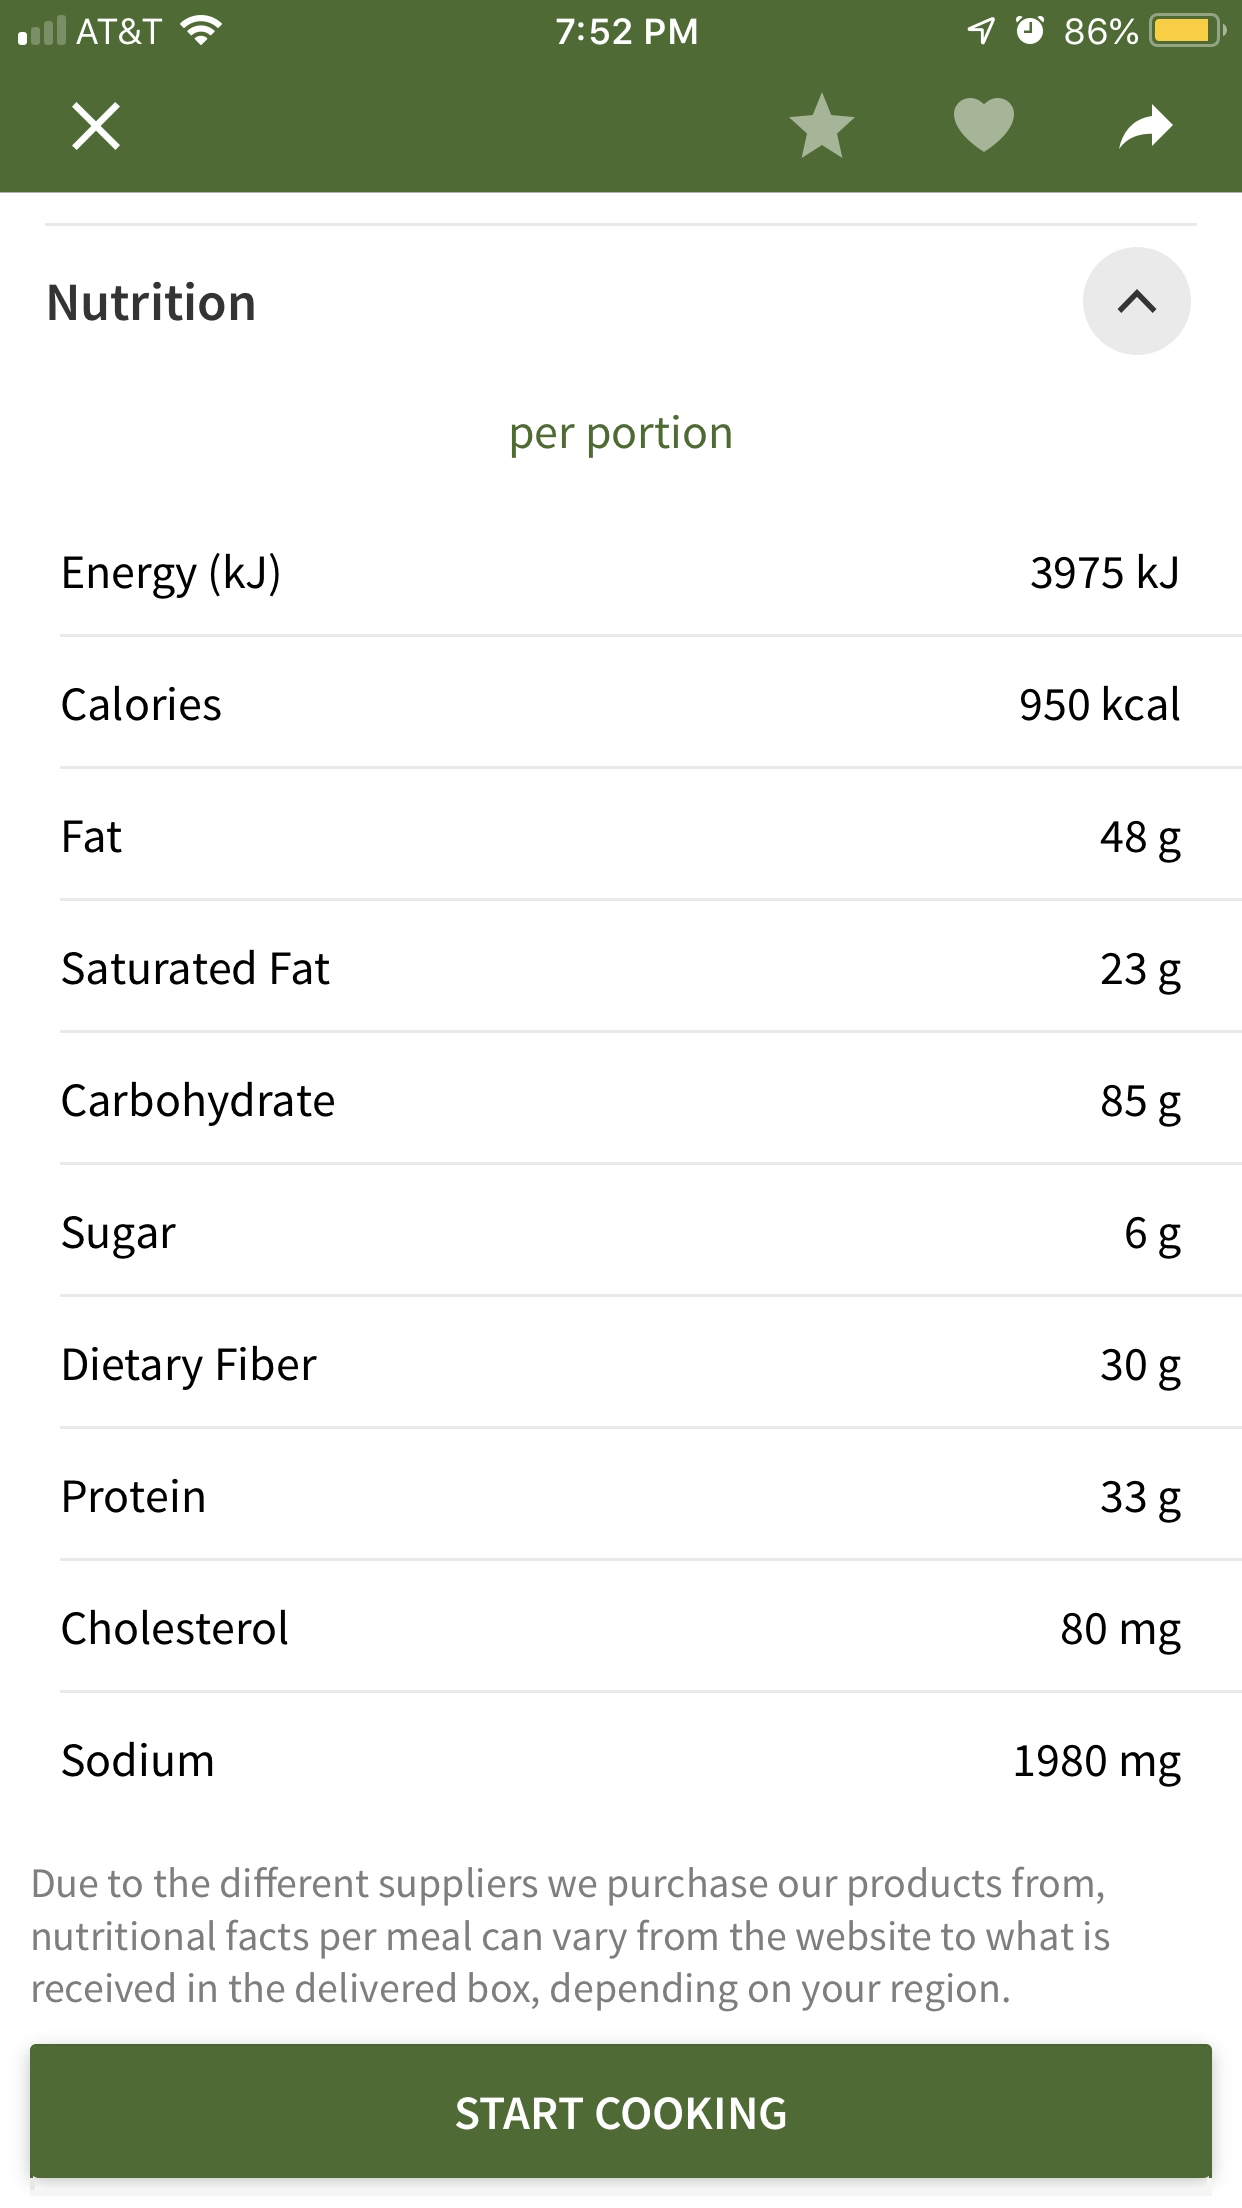 AT&T 7:52 PM 86%
Nutrition
per portion
Energy (kJ) 3975 kJ
Calories 950 kcal
Fat 48 g
Saturated Fat 23 g
Carbohydrate 85 g
Sugar 6 g
Dietary Fiber 30 g
Protein 33 g
Cholesterol 80 mg
Sodium 1980 mg
Due to the different suppliers we purchase our products from,
nutritional facts per meal can vary from the website to what is
received in the delivered box, depending on your region.
START COOKING